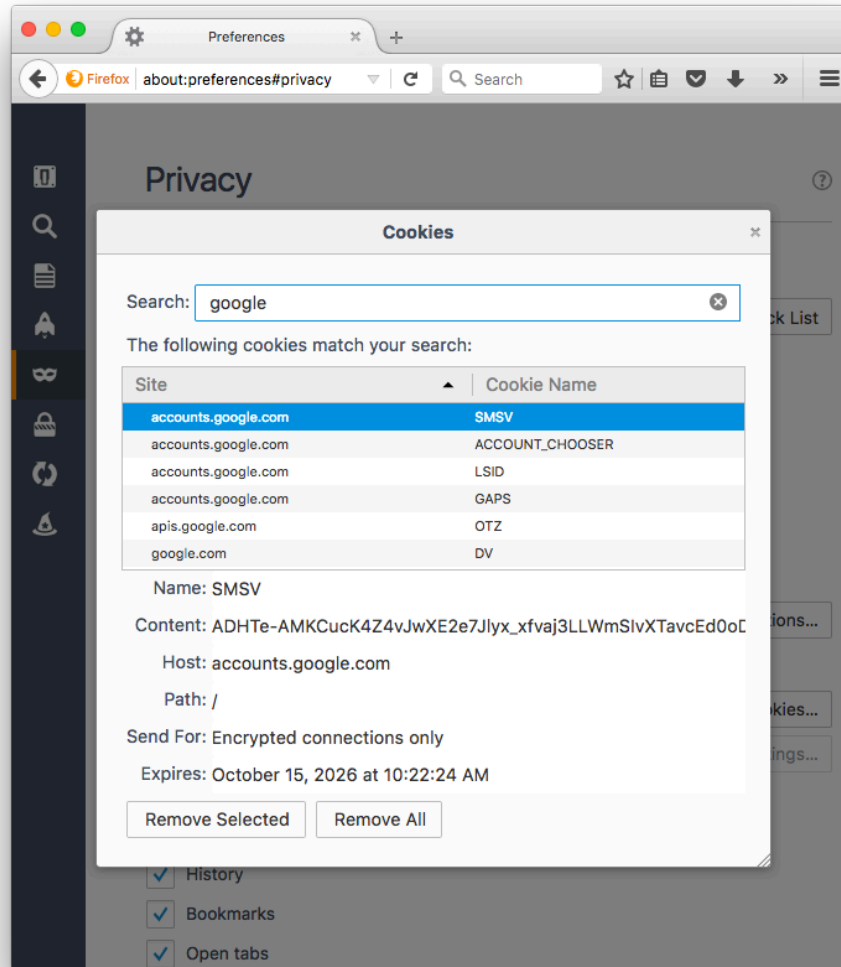 Preferences
Firefox about:preferences#privacy Search
Privacy
Cookies
Search: google
ck List
The following cookies match your search:
Site Cookie Name
accounts.google.com SMSV
accounts.google.com ACCOUNT_CHOOSER
accounts.google.com LSID
accounts.google.com GAPS
apis.google.com OTZ
google.com DV
Name: SMSV
Content: ADHTe-AMKCucK4Z4vJwXE2e7Jlyx_xfvaj3LLWmSlvXTavcEd0oD
ions...
Host: accounts.google.com
Path: /
kies...
Send For: Encrypted connections only
ings...
Expires: October 15, 2026 at 10:22:24 AM
Remove Selected Remove All
History
Bookmarks
Open tabs